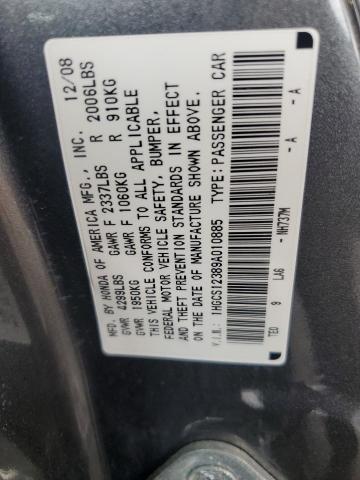 MFD. BY HONDA OF AMERICA MFG., INC. 12/08
GVWR 4299LBS GAWR F 2337LBS R 2006LBS
GVWR 1950KG GAWR F 1060KG R 910KG
THIS VEHICLE CONFORMS TO ALL APPLICABLE
FEDERAL MOTOR VEHICLE SAFETY, BUMPER,
AND THEFT PREVENTION STANDARDS IN EFFECT
ON THE DATE OF MANUFACTURE SHOWN ABOVE.
V.I.N.: 1HGCS12389A010885 TYPE: PASSENGER CAR
TE0 9 LAG - NH737M - A - A